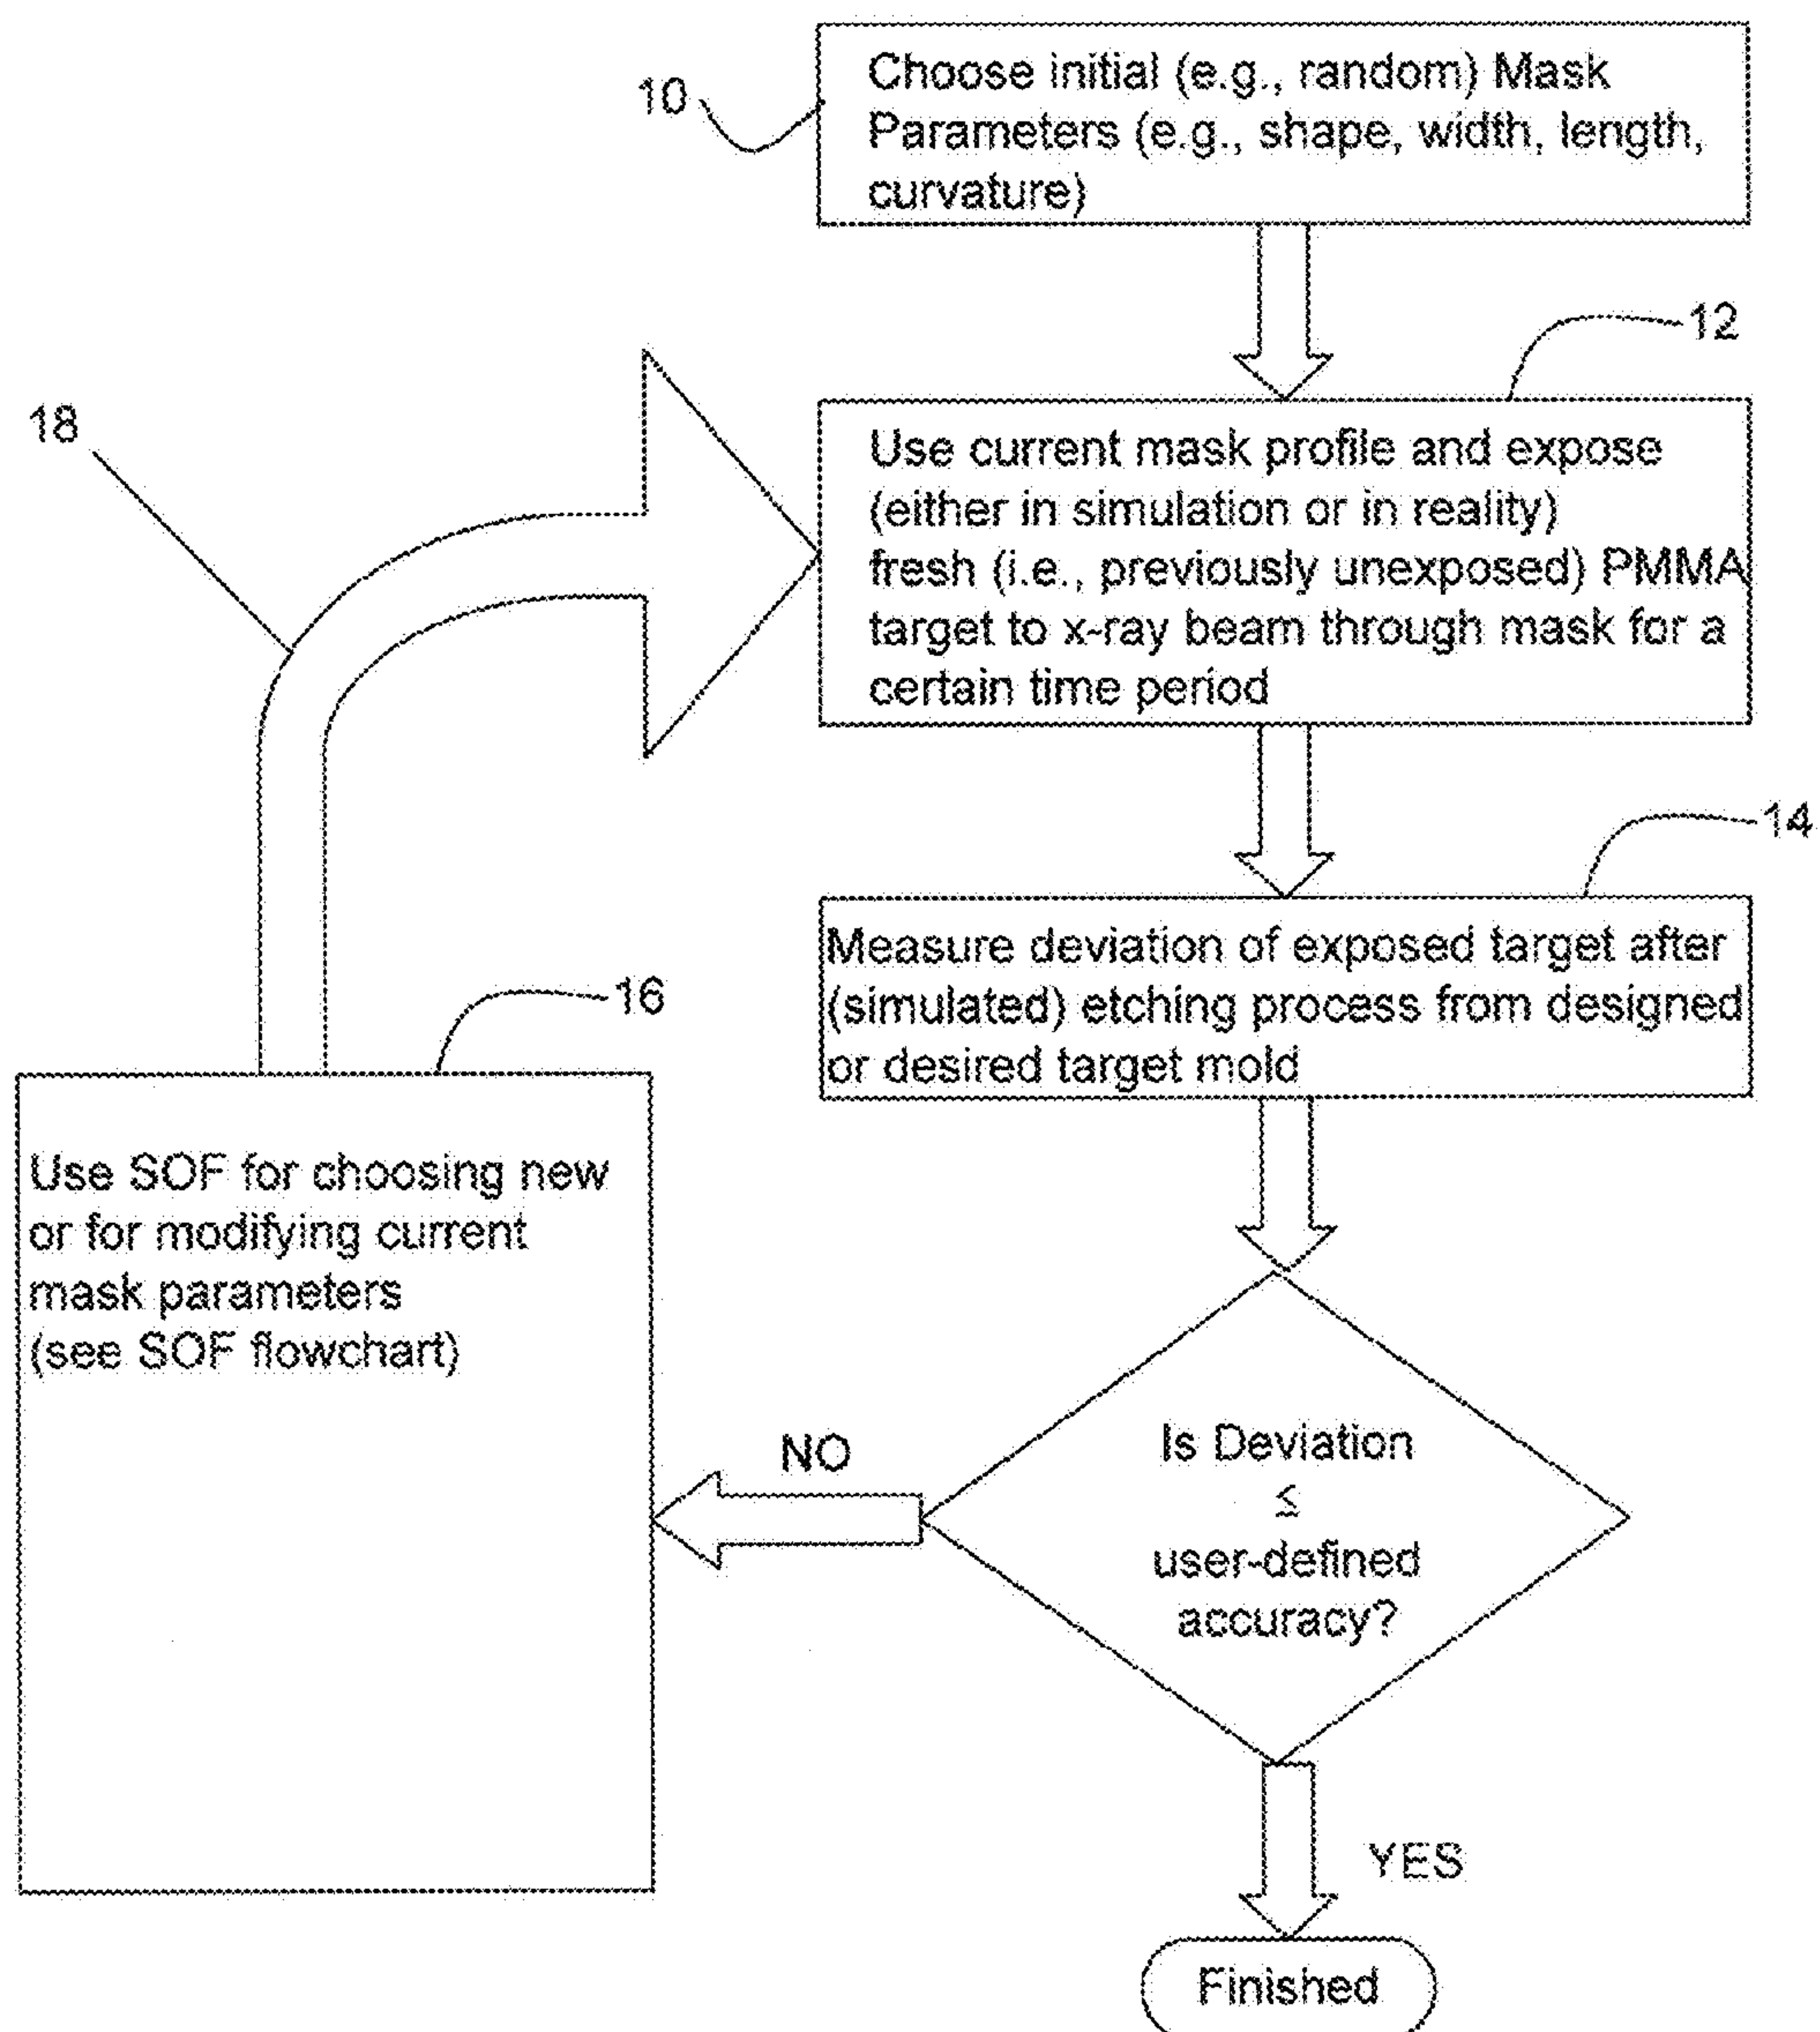 10
Choose initial (e.g., random) Mask
Parameters (e.g., shape, width, length,
curvature)
12
18
Use current mask profile and expose
(either in simulation or in reality)
fresh (i.e., previously unexposed) PMMA
target to x-ray beam through mask for a
certain time period
14
Measure deviation of exposed target after
(simulated) etching process from designed
or desired target mold
16
Use SOF for choosing new
or for modifying current
mask parameters
(see SOF flowchart)
NO
Is Deviation
≤
user-defined
accuracy?
YES
Finished